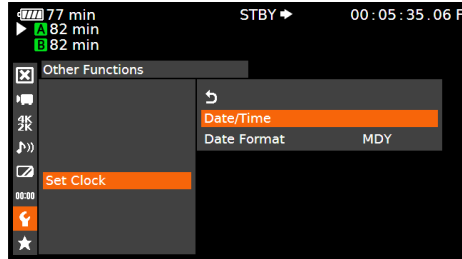 77 min STBY 00:05:35.06 F
A 82 min
B 82 min
Other Functions
Date/Time
Date Format MDY
4K
2K
Set Clock
00:00